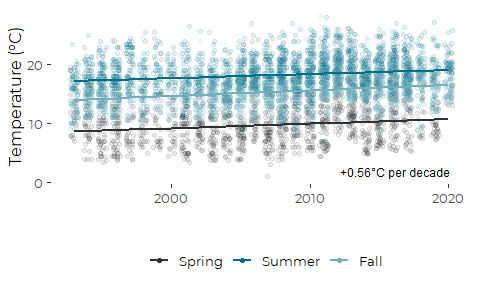 Temperature (°C)
20
10
0
+0.56°C per decade
2000
2010
2020
Spring
Summer
Fall